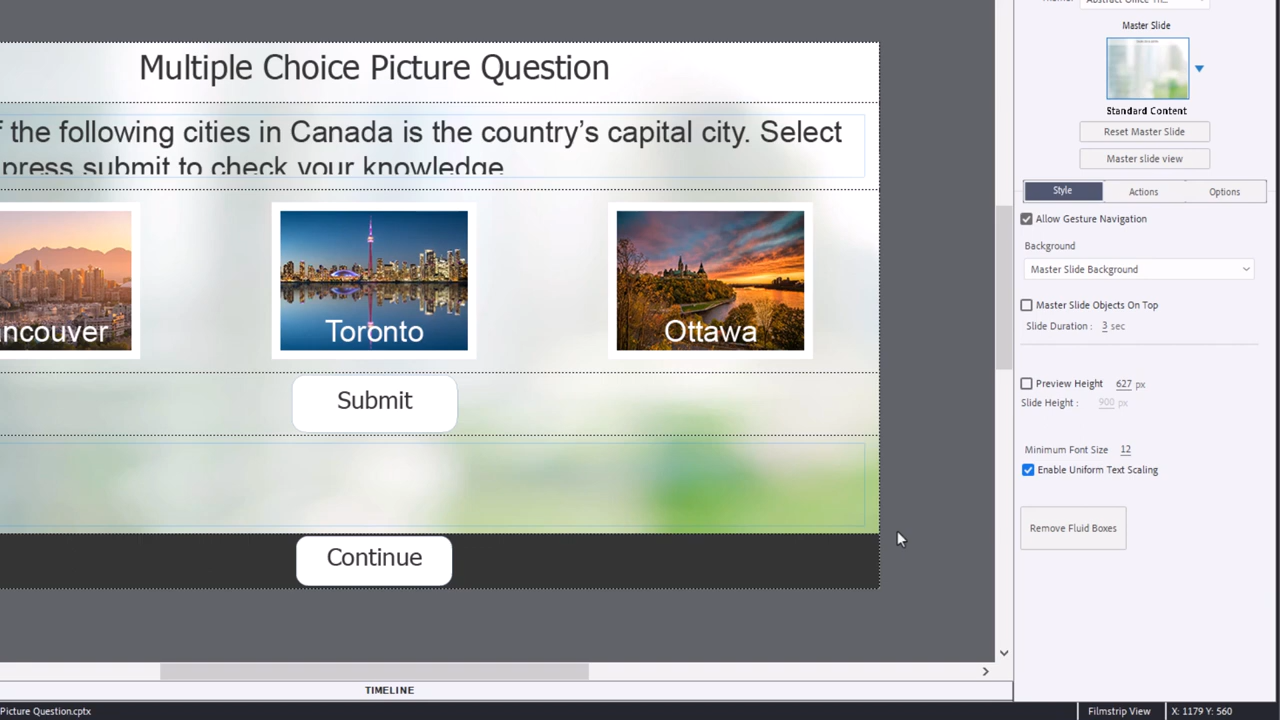 Abstract Office Th...
Master Slide
Standard Content
Reset Master Slide
Master slide view
Style Actions Options
Allow Gesture Navigation
Background
Master Slide Background
Master Slide Objects On Top
Slide Duration : 3 sec
Preview Height 627 px
Slide Height : 900 px
Minimum Font Size 12
Enable Uniform Text Scaling
Remove Fluid Boxes
Multiple Choice Picture Question
f the following cities in Canada is the country's capital city. Select
press submit to check your knowledge
ncouver
Toronto
Ottawa
Submit
Continue
TIMELINE
Picture Question.cptx
Filmstrip View
X: 1179 Y: 560